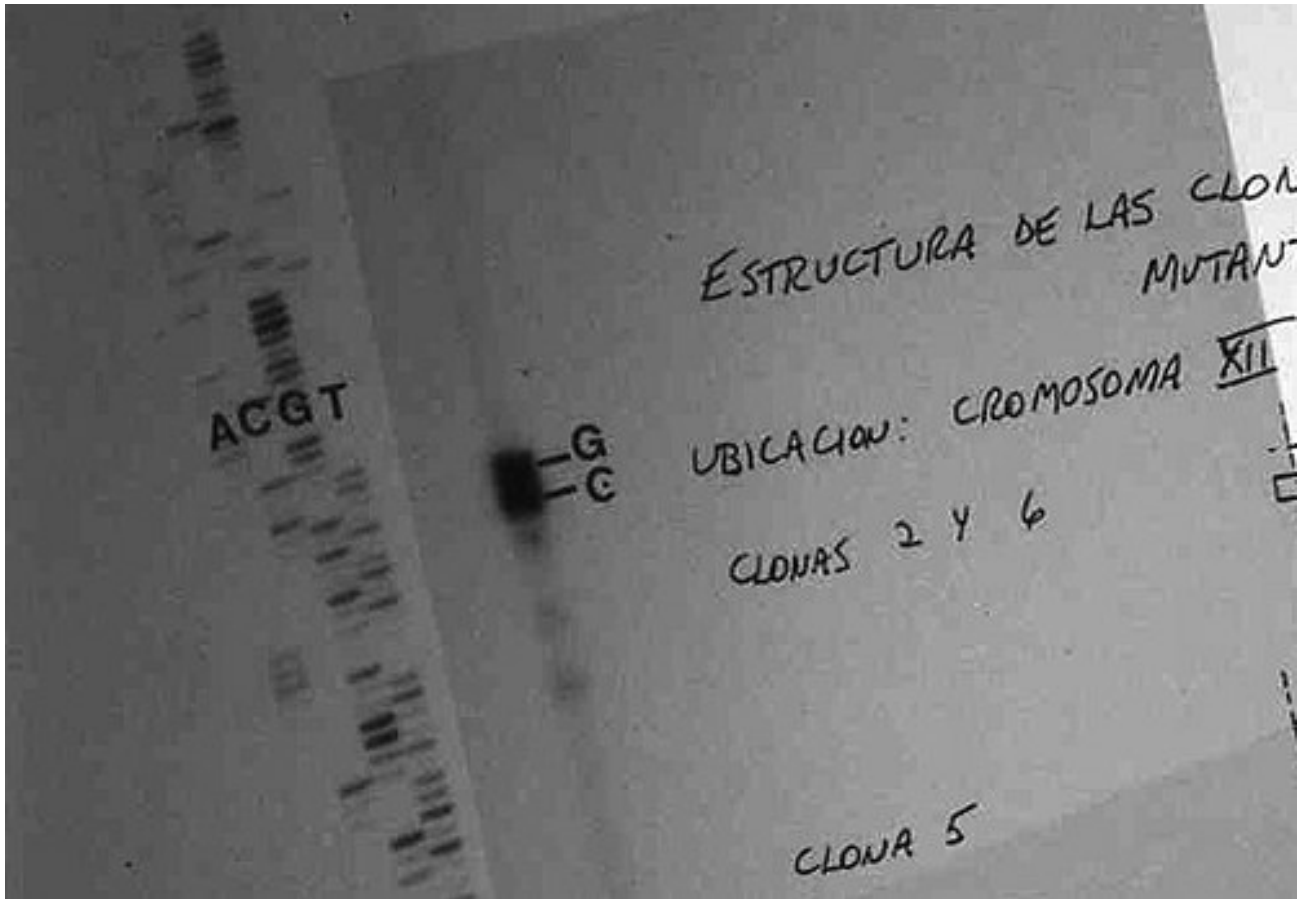 ESTRUCTURA DE LAS CLON
MUTANT
UBICACION: CROMOSOMA XII
CLONAS 2 Y 6
CLONA 5
ACGT
G
C